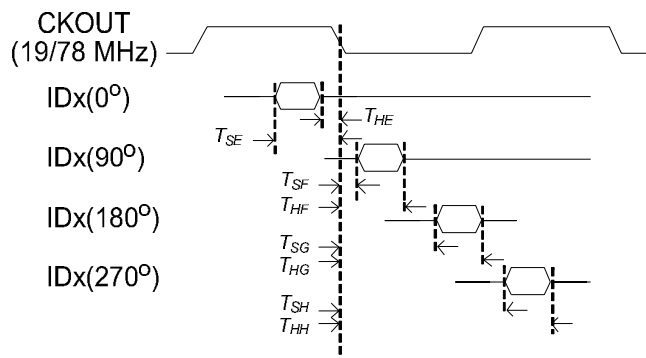 CKOUT
(19/78 MHz)
IDx(0°)
T_HE
T_SE
IDx(90°)
T_SF
T_HF
IDx(180°)
T_SG
T_HG
IDx(270°)
T_SH
T_HH